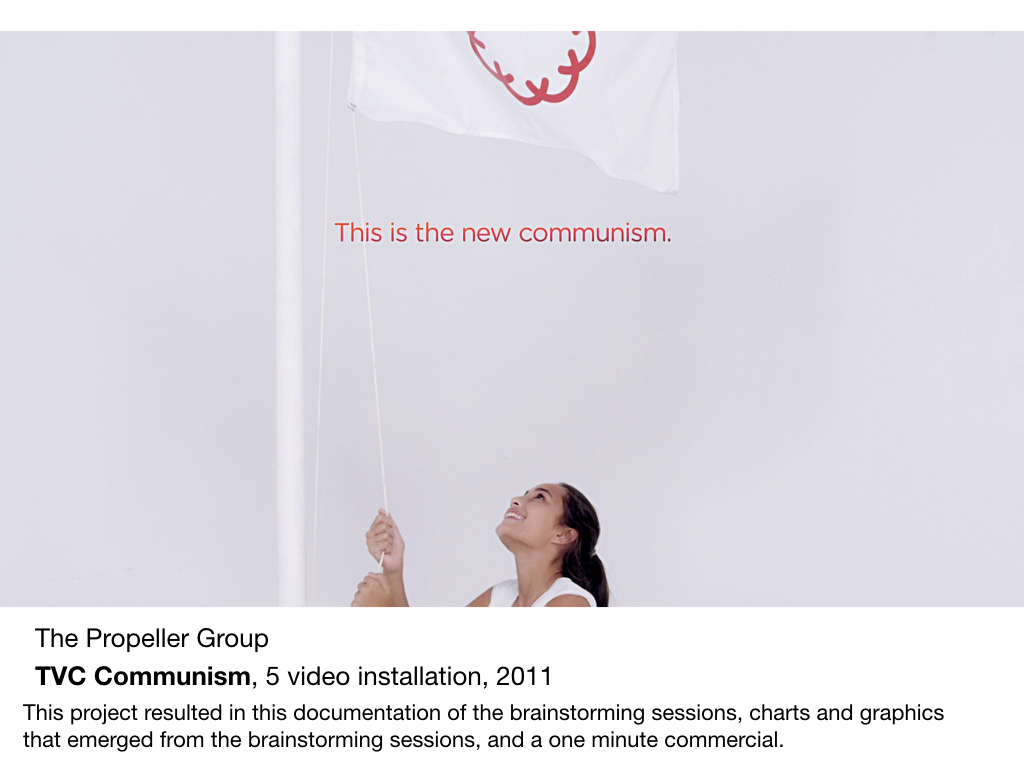 This is the new communism.
The Propeller Group
TVC Communism, 5 video installation, 2011
This project resulted in this documentation of the brainstorming sessions, charts and graphics
that emerged from the brainstorming sessions, and a one minute commercial.